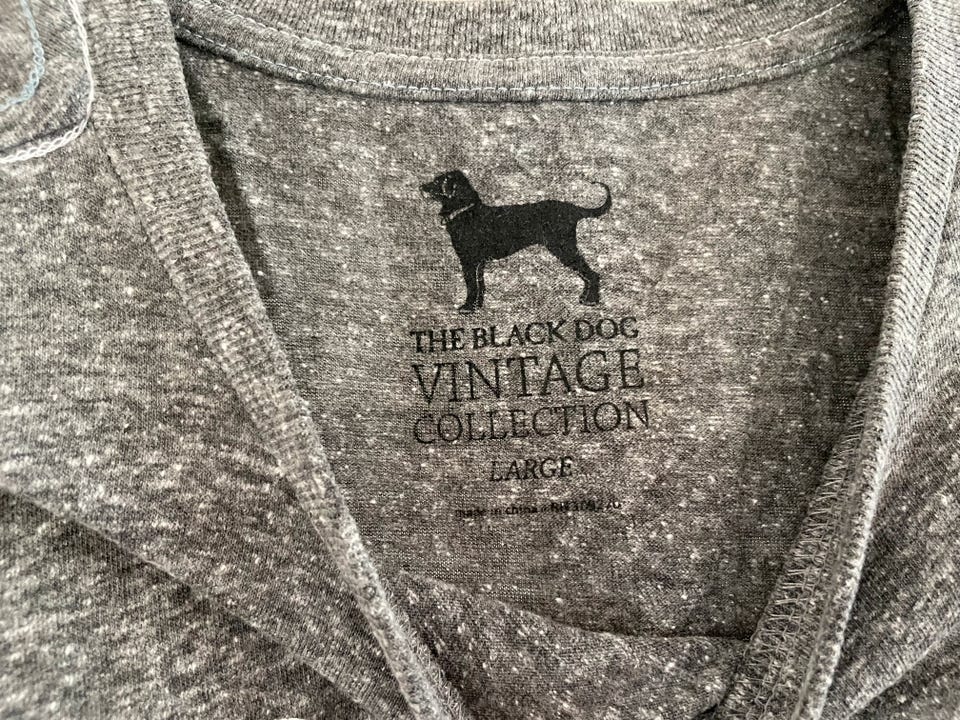 THE BLACK DOG
VINTAGE
COLLECTION
LARGE
made in china